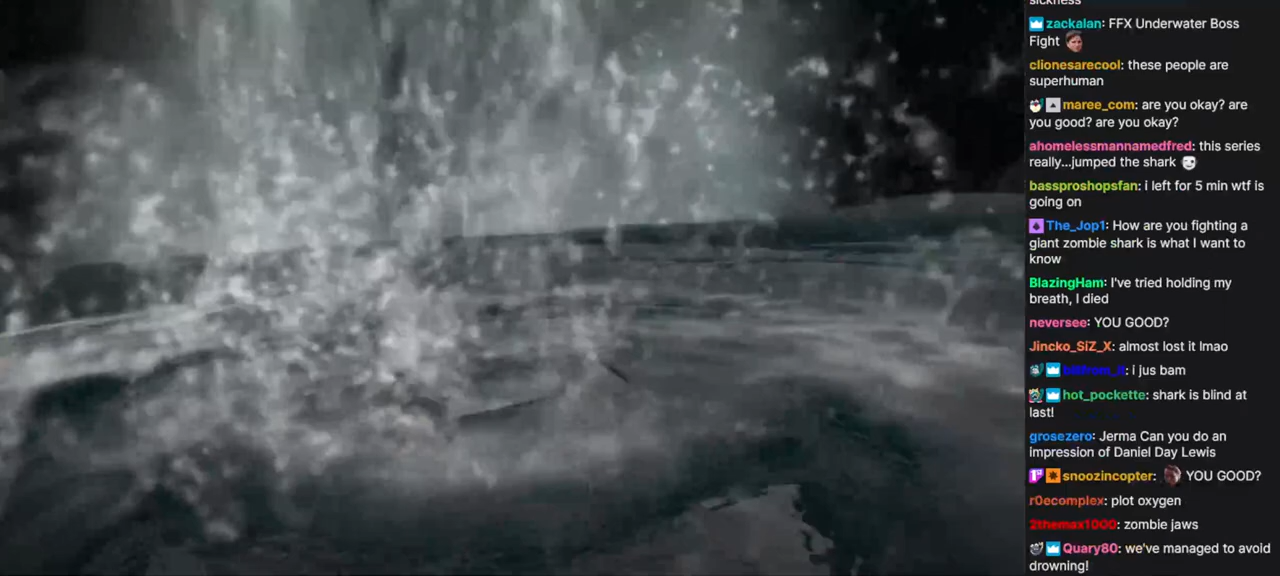 sickness
zackalan: FFX Underwater Boss
Fight
clionesarecool: these people are
superhuman
maree_com: are you okay? are
you good? are you okay?
ahomelessmannamedfred: this series
really...jumped the shark
bassproshopsfan: i left for 5 min wtf is
going on
The_Jop1: How are you fighting a
giant zombie shark is what I want to
know
BlazingHam: I've tried holding my
breath, I died
neversee: YOU GOOD?
Jincko_SiZ_X: almost lost it lmao
: i jus bam
hot_pockette: shark is blind at
last!
grosezero: Jerma Can you do an
impression of Daniel Day Lewis
snoozincopter: YOU GOOD?
r0ecomplex: plot oxygen
2themax1000: zombie jaws
Quary80: we've managed to avoid
drowning!